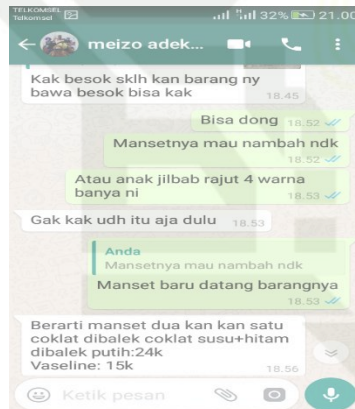 TELKOMSEL
Telkomsel
32% 21.00
meizo adek...
Kak besok sklh kan barang ny
bawa besok bisa kak
18.45
Bisa dong 18.52
Mansetnya mau nambah ndk
18.52
Atau anak jilbab rajut 4 warna
banya ni 18.53
Gak kak udh itu aja dulu 18.53
Anda
Mansetnya mau nambah ndk
Manset baru datang barangnya
18.53
Berarti manset dua kan kan satu
coklat dibalek coklat susu+hitam
dibalek putih:24k
Vaseline: 15k 18.56
Ketik pesan